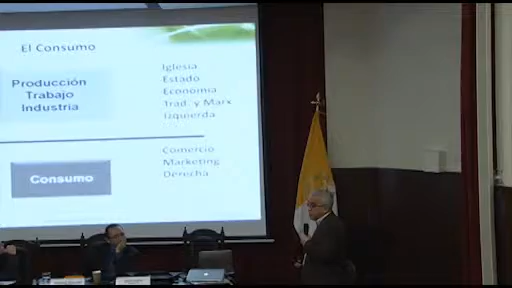 El Consumo
Producción
Trabajo
Industria
Iglesia
Estado
Economía
Trad. y Marx
Izquierda
Consumo
Comercio
Marketing
Derecha